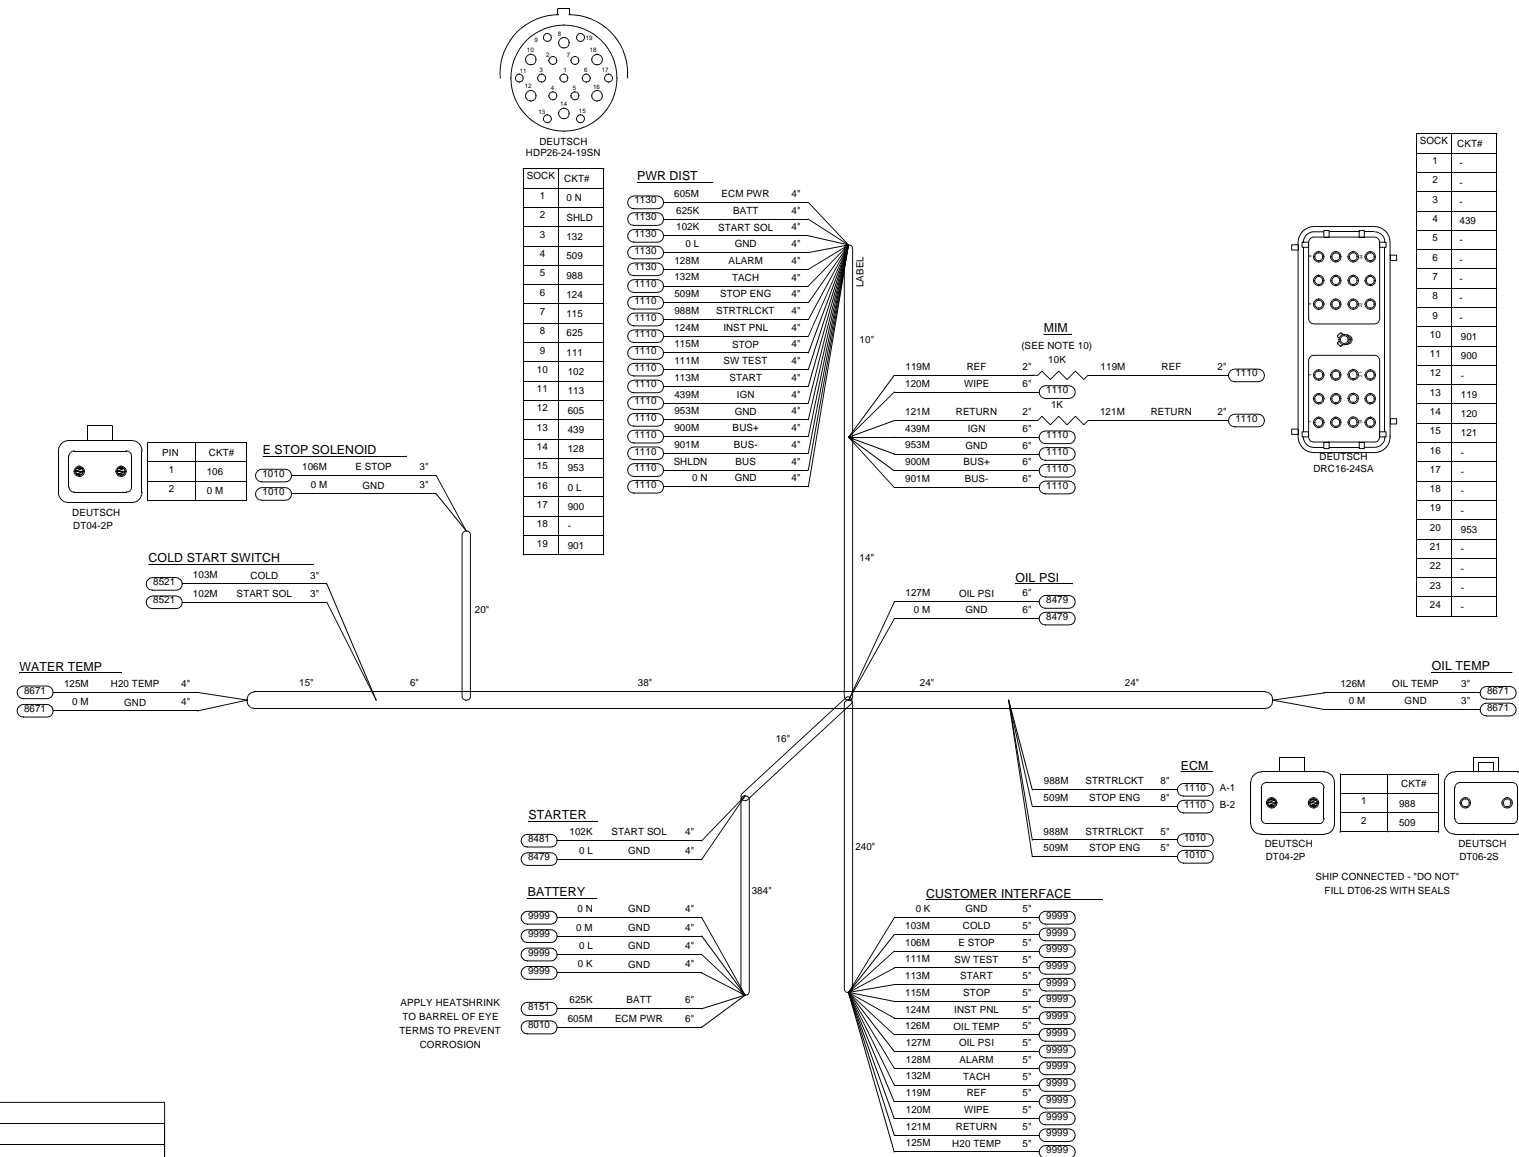 9 8 19
10 2 7 18
11 3 1 6 17
12 4 5 16
13 14 15
DEUTSCH
HDP26-24-19SN
SOCK CKT#
1 0 N
2 SHLD
3 132
4 509
5 988
6 124
7 115
8 625
9 111
10 102
11 113
12 605
13 439
14 128
15 953
16 0 L
17 900
18 -
19 901
PWR DIST
1130 605M ECM PWR 4"
1130 625K BATT 4"
1130 102K START SOL 4"
1130 0 L GND 4"
1130 128M ALARM 4"
1110 132M TACH 4"
1110 509M STOP ENG 4"
1110 988M STRTRLCKT 4"
1110 124M INST PNL 4"
1110 115M STOP 4"
1110 111M SW TEST 4"
1110 113M START 4"
1110 439M IGN 4"
1110 953M GND 4"
1110 900M BUS+ 4"
1110 901M BUS- 4"
1110 SHLDN BUS 4"
1110 0 N GND 4"
LABEL
10"
14"
MIM
(SEE NOTE 10)
119M REF 2" 10K 119M REF 2" 1110
120M WIPE 6" 1110
121M RETURN 2" 1K 121M RETURN 2" 1110
439M IGN 6" 1110
953M GND 6" 1110
900M BUS+ 6" 1110
901M BUS- 6" 1110
DEUTSCH
DRC16-24SA
SOCK CKT#
1 -
2 -
3 -
4 439
5 -
6 -
7 -
8 -
9 -
10 901
11 900
12 -
13 119
14 120
15 121
16 -
17 -
18 -
19 -
20 953
21 -
22 -
23 -
24 -
DEUTSCH
DT04-2P
PIN CKT#
1 106
2 0 M
E STOP SOLENOID
1010 106M E STOP 3"
1010 0 M GND 3"
COLD START SWITCH
8521 103M COLD 3"
8521 102M START SOL 3"
20"
OIL PSI
127M OIL PSI 6" 8479
0 M GND 6" 8479
WATER TEMP
8671 125M H20 TEMP 4"
8671 0 M GND 4"
15" 6" 38" 24" 24"
OIL TEMP
126M OIL TEMP 3" 8671
0 M GND 3" 8671
16"
STARTER
8481 102K START SOL 4"
8479 0 L GND 4"
384"
240"
ECM
988M STRTRLCKT 8" 1110 A-1
509M STOP ENG 8" 1110 B-2
988M STRTRLCKT 5" 1010
509M STOP ENG 5" 1010
DEUTSCH
DT04-2P
CKT#
1 988
2 509
DEUTSCH
DT06-2S
SHIP CONNECTED - "DO NOT"
FILL DT06-2S WITH SEALS
BATTERY
9999 0 N GND 4"
9999 0 M GND 4"
9999 0 L GND 4"
9999 0 K GND 4"
8151 625K BATT 6"
8010 605M ECM PWR 6"
APPLY HEATSHRINK
TO BARREL OF EYE
TERMS TO PREVENT
CORROSION
CUSTOMER INTERFACE
0 K GND 5" 9999
103M COLD 5" 9999
106M E STOP 5" 9999
111M SW TEST 5" 9999
113M START 5" 9999
115M STOP 5" 9999
124M INST PNL 5" 9999
126M OIL TEMP 5" 9999
127M OIL PSI 5" 9999
128M ALARM 5" 9999
132M TACH 5" 9999
119M REF 5" 9999
120M WIPE 5" 9999
121M RETURN 5" 9999
125M H20 TEMP 5" 9999